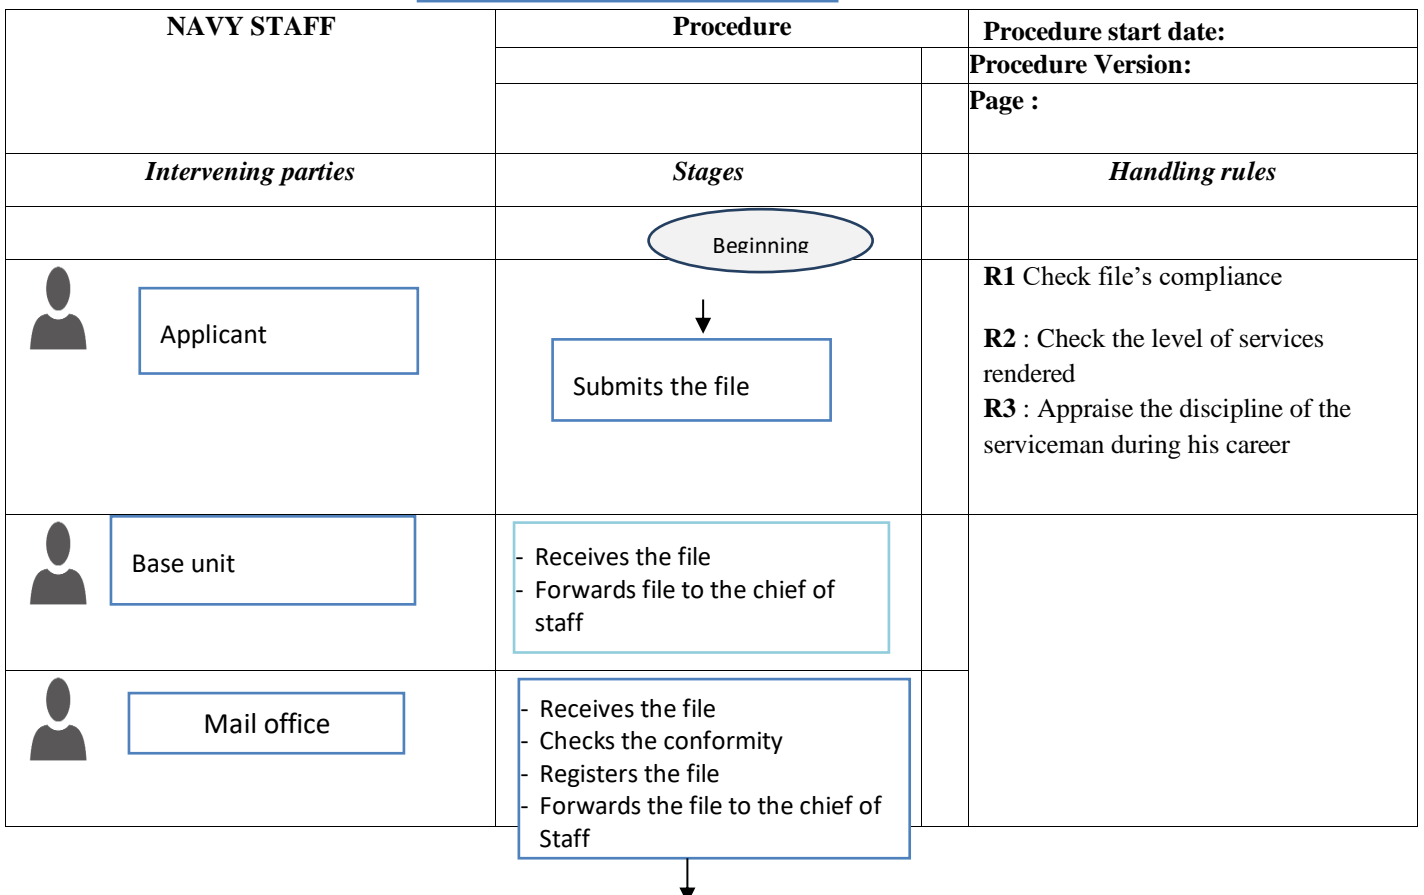 NAVY STAFF
Procedure
Procedure start date:
Procedure Version:
Page :
Intervening parties
Stages
Handling rules
Beginning
Applicant
Submits the file
R1 Check file’s compliance
R2 : Check the level of services
rendered
R3 : Appraise the discipline of the
serviceman during his career
Base unit
- Receives the file
- Forwards file to the chief of
staff
Mail office
- Receives the file
- Checks the conformity
- Registers the file
- Forwards the file to the chief of
Staff